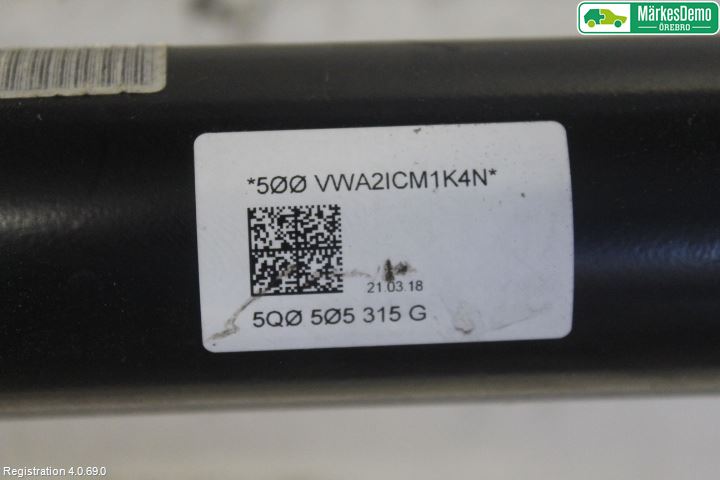 MärkesDemo
ÖREBRO
*5ØØ VWA2ICM1K4N*
21.03.18
5QØ 5Ø5 315 G
Registration 4.0.69.0